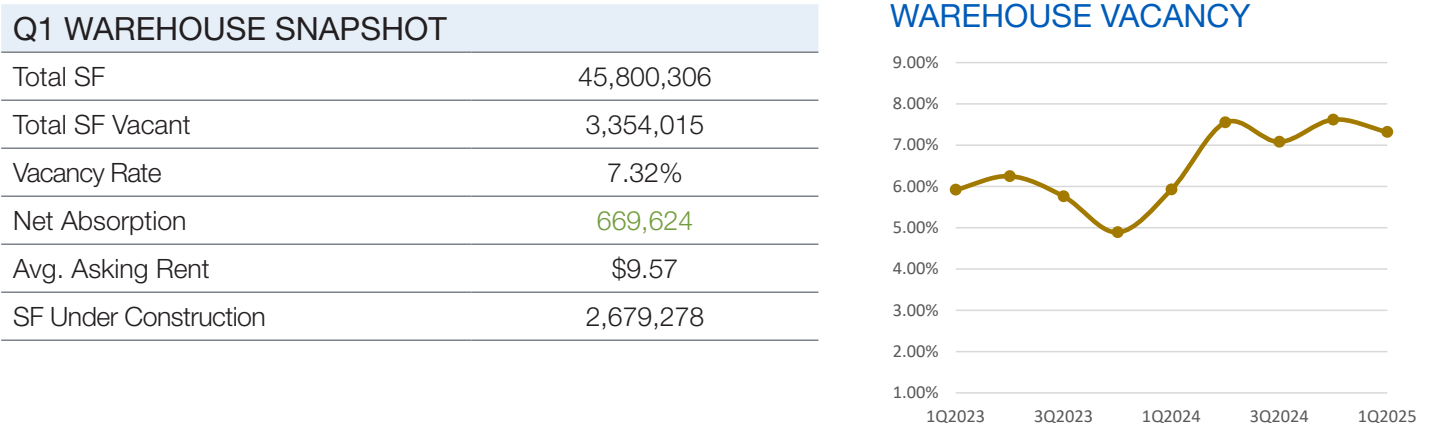 Q1 WAREHOUSE SNAPSHOT
Total SF 45,800,306
Total SF Vacant 3,354,015
Vacancy Rate 7.32%
Net Absorption 669,624
Avg. Asking Rent $9.57
SF Under Construction 2,679,278
WAREHOUSE VACANCY
9.00%
8.00%
7.00%
6.00%
5.00%
4.00%
3.00%
2.00%
1.00%
1Q2023 3Q2023 1Q2024 3Q2024 1Q2025